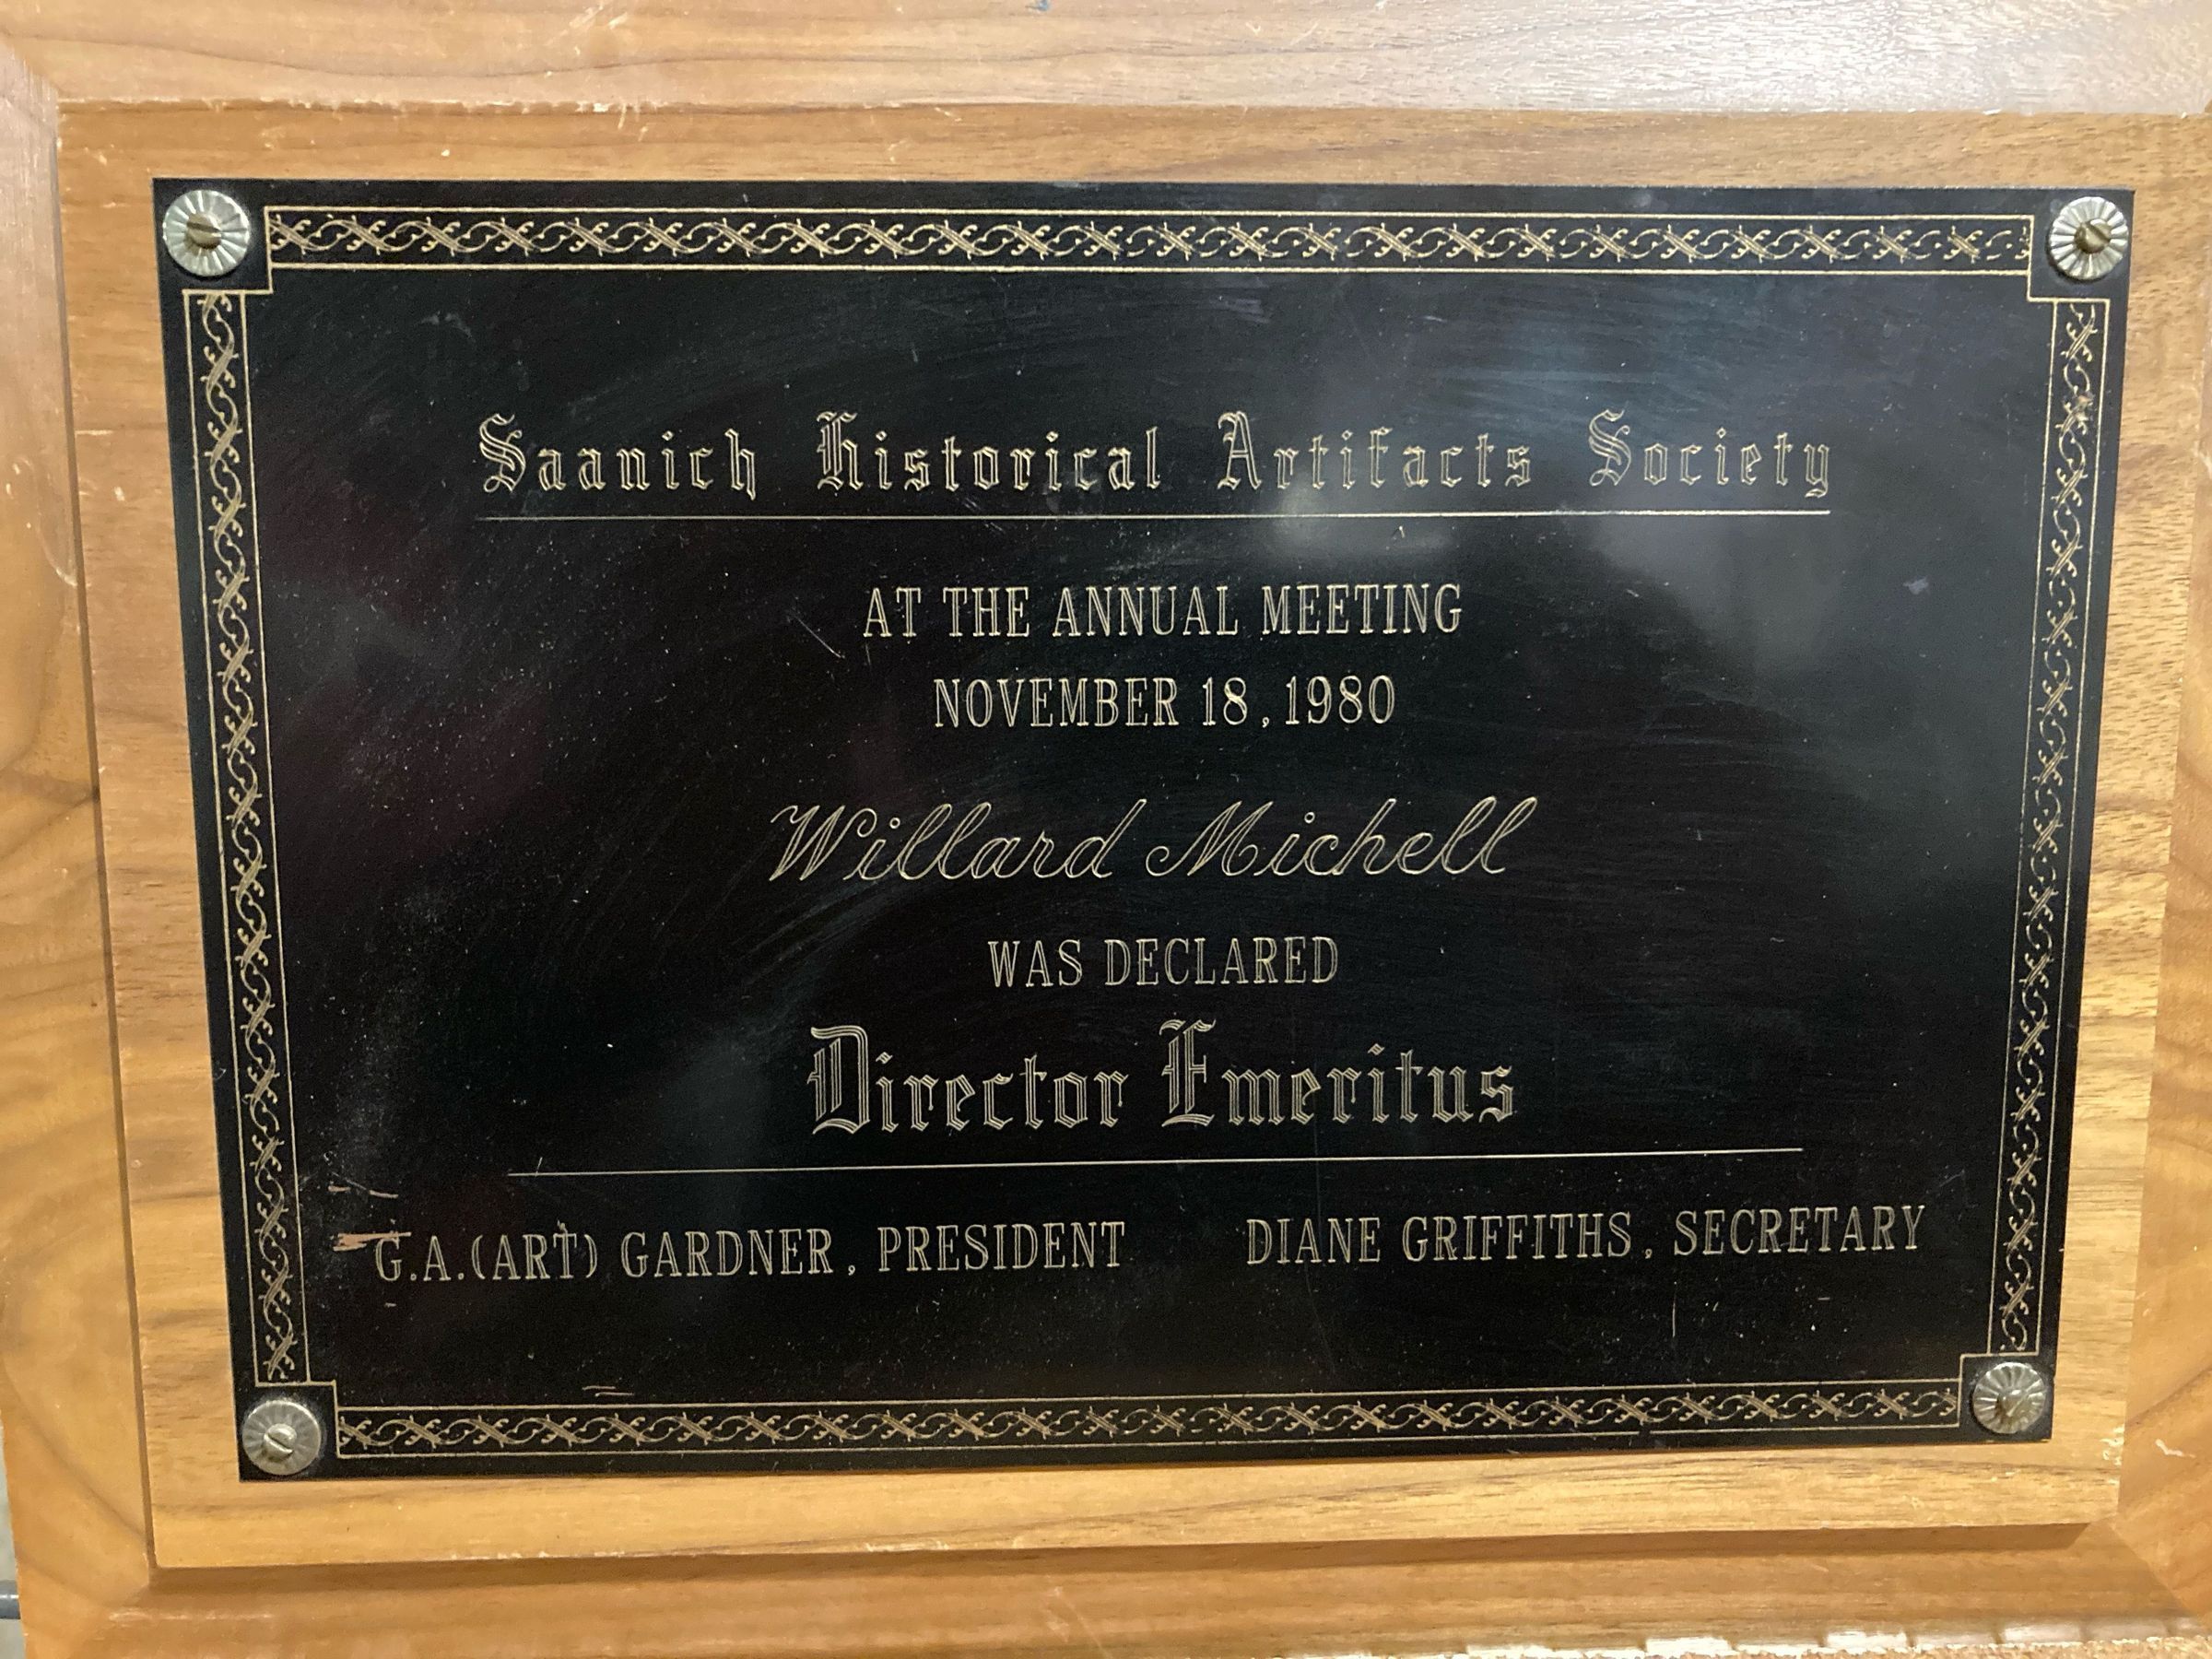 Saanich Historical Artifacts Society
AT THE ANNUAL MEETING
NOVEMBER 18, 1980
Willard Michell
WAS DECLARED
Director Emeritus
G.A.(ART) GARDNER, PRESIDENT DIANE GRIFFITHS, SECRETARY